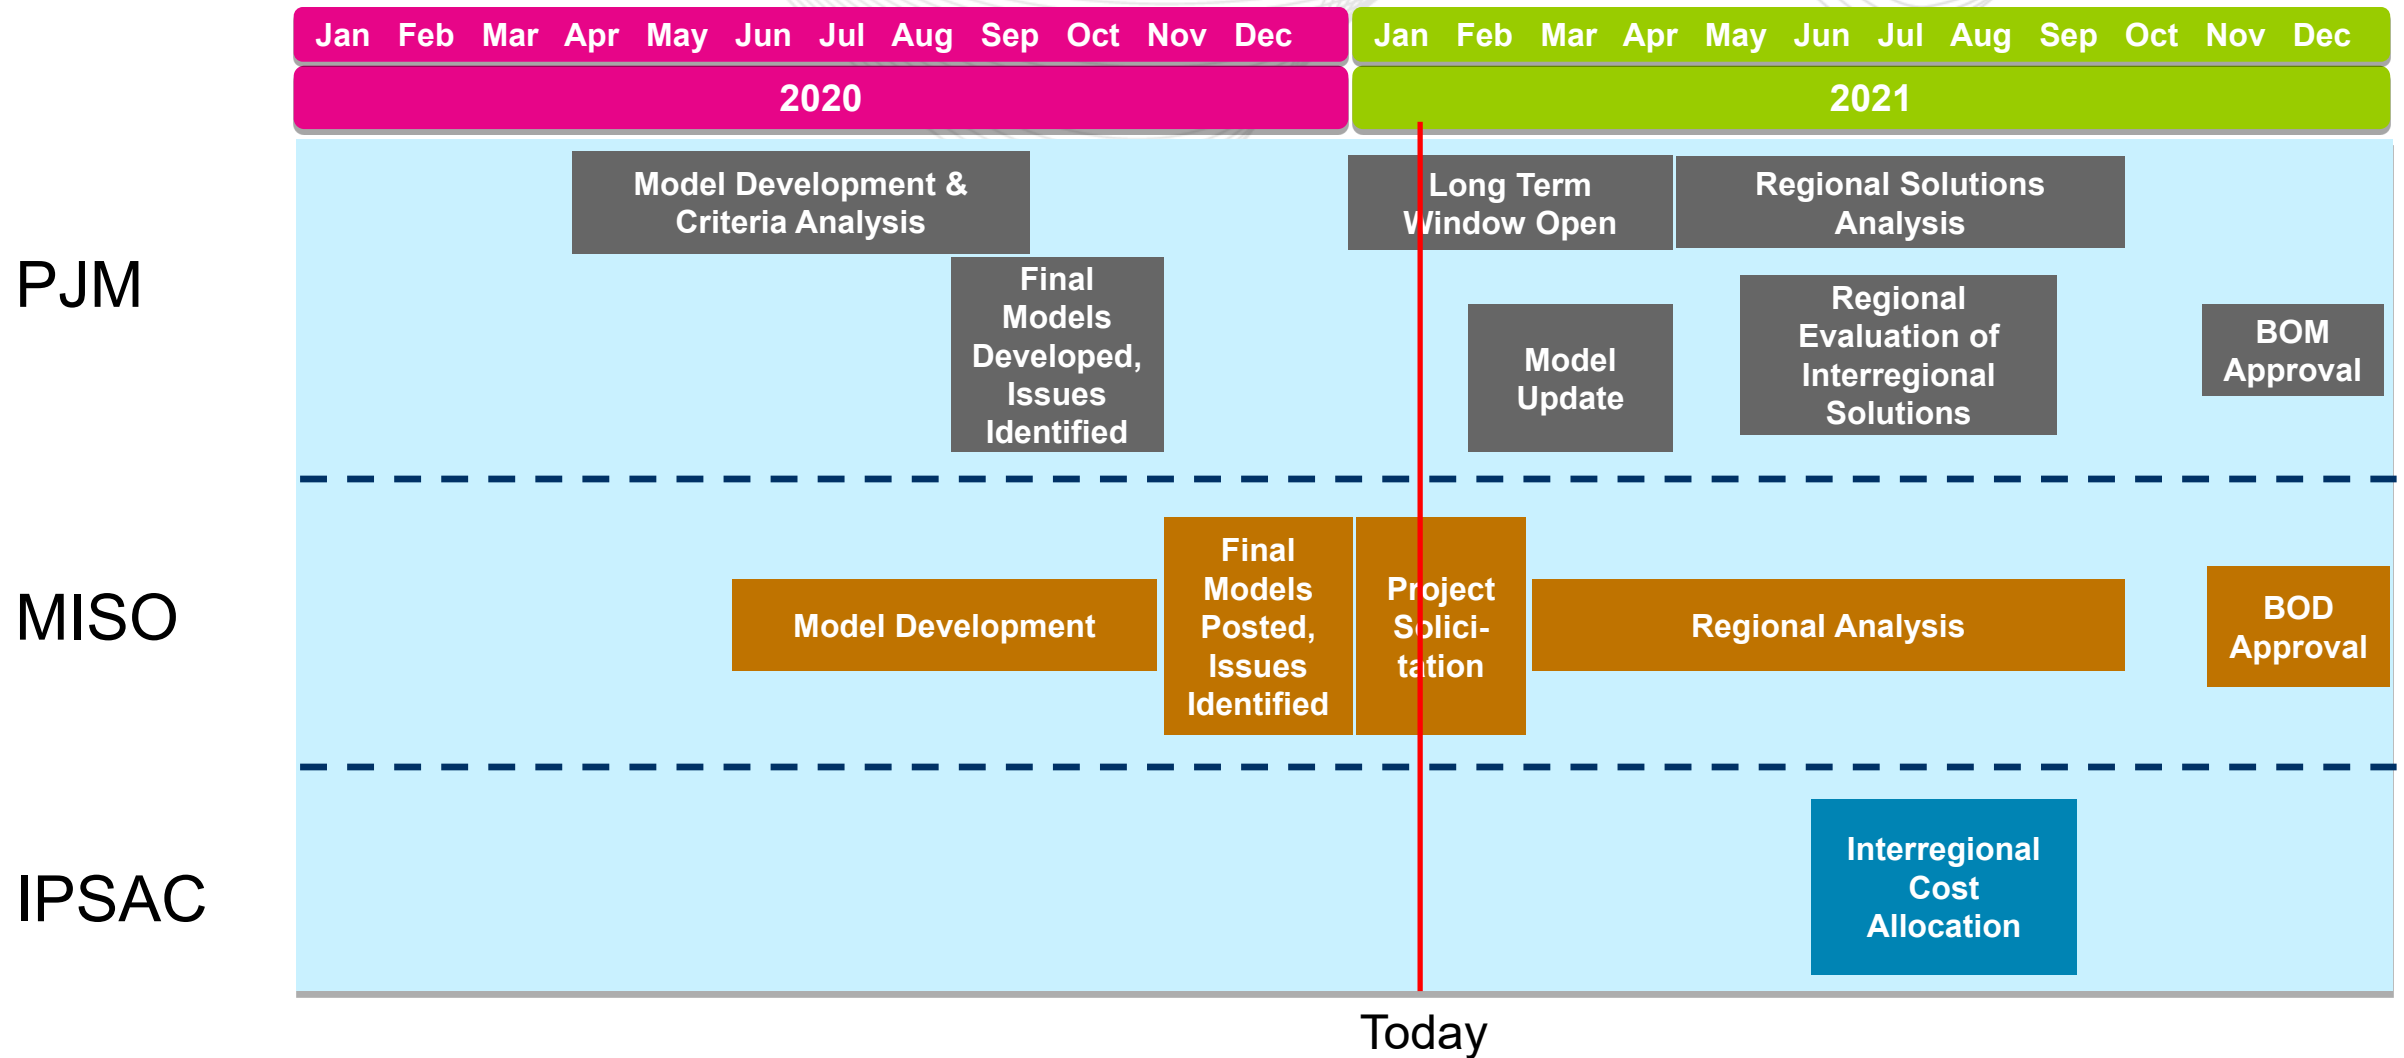 Jan Feb Mar Apr May Jun Jul Aug Sep Oct Nov Dec
Jan Feb Mar Apr May Jun Jul Aug Sep Oct Nov Dec
2020
2021
PJM
Model Development &
Criteria Analysis
Final
Models
Developed,
Issues
Identified
Long Term
Window Open
Regional Solutions
Analysis
Model
Update
Regional
Evaluation of
Interregional
Solutions
BOM
Approval
MISO
Model Development
Final
Models
Posted,
Issues
Identified
Project
Solici-
tation
Regional Analysis
BOD
Approval
IPSAC
Interregional
Cost
Allocation
Today